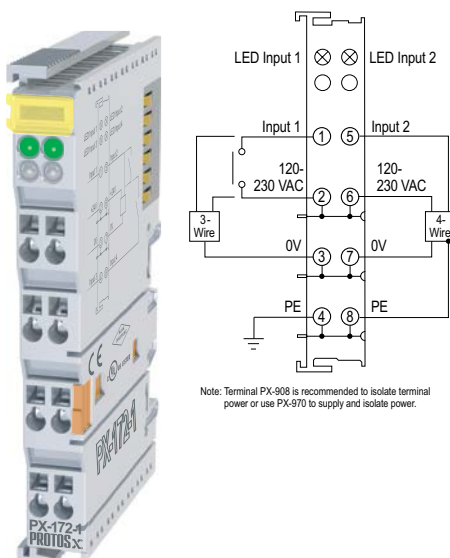 LED Input 1
LED Input 2
Input 1
1
5
Input 2
120-
230 VAC
2
6
120-
230 VAC
3-
Wire
4-
Wire
0V
3
7
0V
PE
4
8
PE
Note: Terminal PX-908 is recommended to isolate terminal
power or use PX-970 to supply and isolate power.
CE
PX-172-1
PX-172-1
PROTOS X